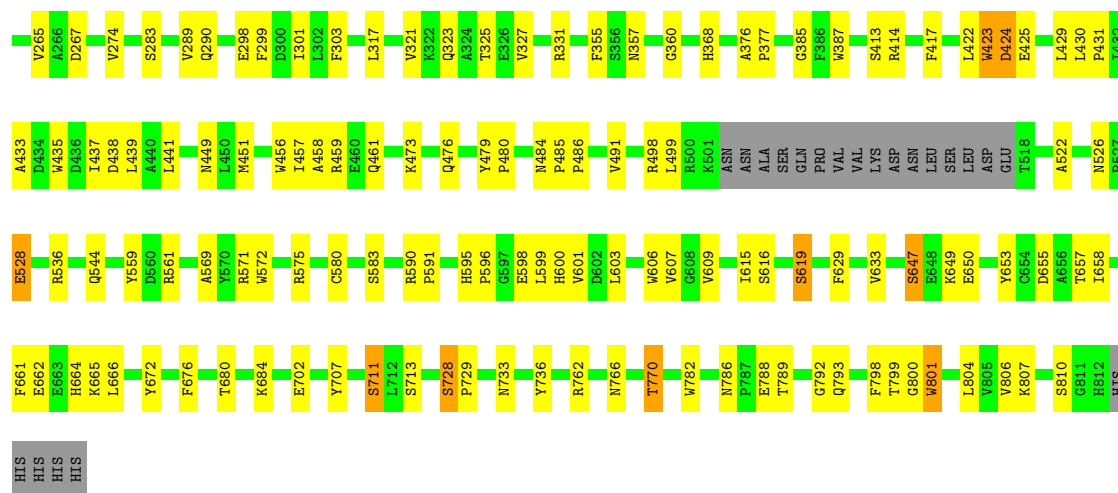 V265 A266 D267 V274 S283 V289 Q290 E298 F299 D300 I301 L302 F303 L317 V321 K322 Q323 A324 T325 E326 V327 R331 F355 S356 N357 G360 H368 A376 P377 G385 F386 W387 S413 R414 F417 L422 W423 D424 E425 L429 L430 P431 I432
A433 D434 W435 D436 I437 D438 L439 A440 L441 N449 L450 M451 W456 I457 A458 R459 E460 Q461 K473 Q476 Y479 P480 N484 P485 P486 V491 R498 L499 R500 K501 ASN ASN ALA SER GLN PRO VAL VAL LYS ASP ASN LEU SER LEU ASP GLU T518 A522 N526 R527
E528 R536 Q544 Y559 D560 R561 A569 Y570 R571 W572 R575 C580 S583 R590 P591 H595 P596 G597 E598 L599 H600 V601 D602 L603 W606 V607 G608 V609 I615 S616 S619 F629 V633 S647 E648 K649 E650 Y653 C654 D655 A656 T657 I658
F661 E662 E663 H664 K665 L666 Y672 F676 T680 K684 E702 Y707 S711 L712 S713 S728 P729 N733 Y736 R762 N766 T770 W782 N786 P787 E788 T789 G792 Q793 F798 T799 G800 W801 L804 V805 V806 K807 S810 G811 H812 HIS
HIS HIS HIS HIS